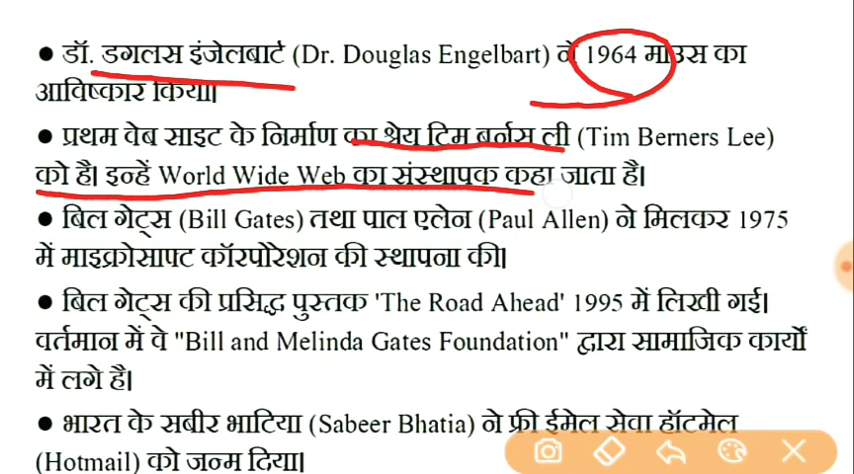 ● डॉ. डगलस इंजेलबार्ट (Dr. Douglas Engelbart) ने 1964 माउस का
आविष्कार किया।
● प्रथम वेब साइट के निर्माण का श्रेय टिम बर्नस ली (Tim Berners Lee)
को है। इन्हें World Wide Web का संस्थापक कहा जाता है।
● बिल गेट्स (Bill Gates) तथा पाल एलेन (Paul Allen) ने मिलकर 1975
में माइक्रोसाफ्ट कॉरपोरेशन की स्थापना की।
● बिल गेट्स की प्रसिद्ध पुस्तक 'The Road Ahead' 1995 में लिखी गई।
वर्तमान में वे "Bill and Melinda Gates Foundation" द्वारा सामाजिक कार्यों
में लगे है।
● भारत के सबीर भाटिया (Sabeer Bhatia) ने फ्री ईमेल सेवा हॉटमेल
(Hotmail) को जन्म दिया।